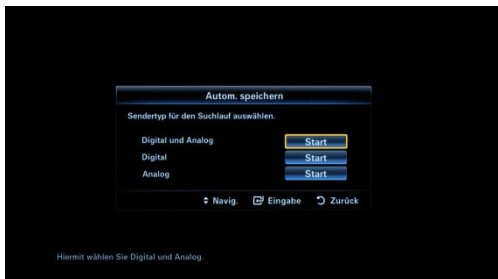 Autom. speichern
Sendertyp für den Suchlauf auswählen.
Digital und Analog Start
Digital Start
Analog Start
Navig. Eingabe Zurück
Hiermit wählen Sie Digital und Analog.